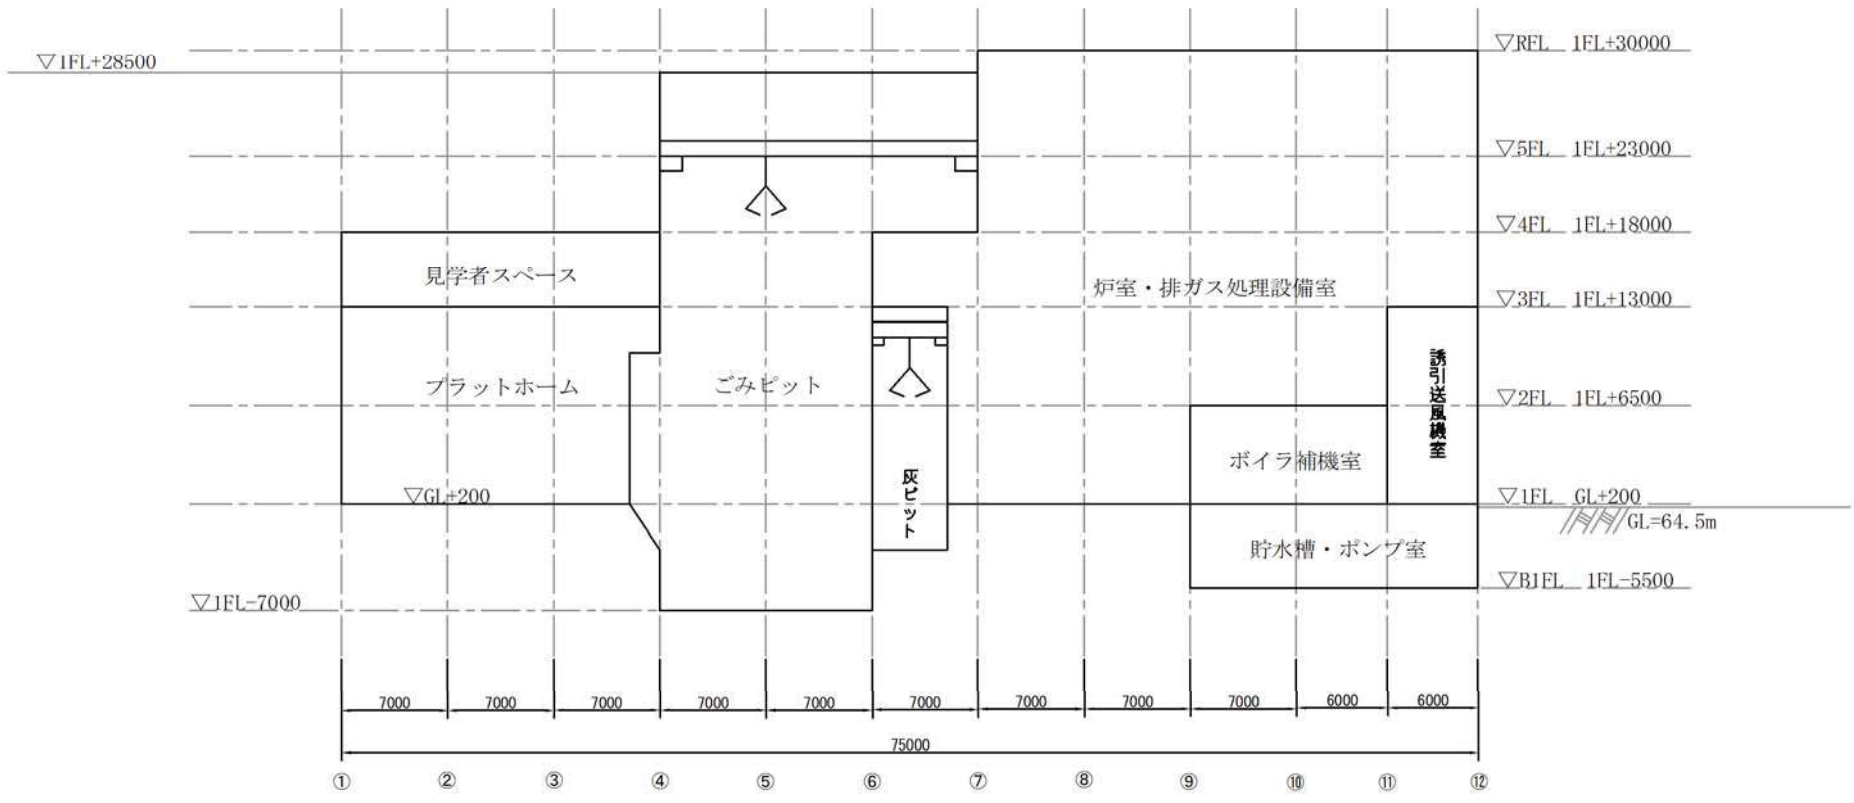 ▽RFL 1FL+30000
▽1FL+28500
▽5FL 1FL+23000
▽4FL 1FL+18000
見学者スペース
炉室・排ガス処理設備室
▽3FL 1FL+13000
プラットホーム
ごみピット
誘引送風機室
▽2FL 1FL+6500
ボイラ補機室
灰ピット
▽GL+200
▽1FL GL+200
GL=64.5m
貯水槽・ポンプ室
▽B1FL 1FL-5500
▽1FL-7000
7000 7000 7000 7000 7000 7000 7000 7000 7000 6000 6000
75000
① ② ③ ④ ⑤ ⑥ ⑦ ⑧ ⑨ ⑩ ⑪ ⑫